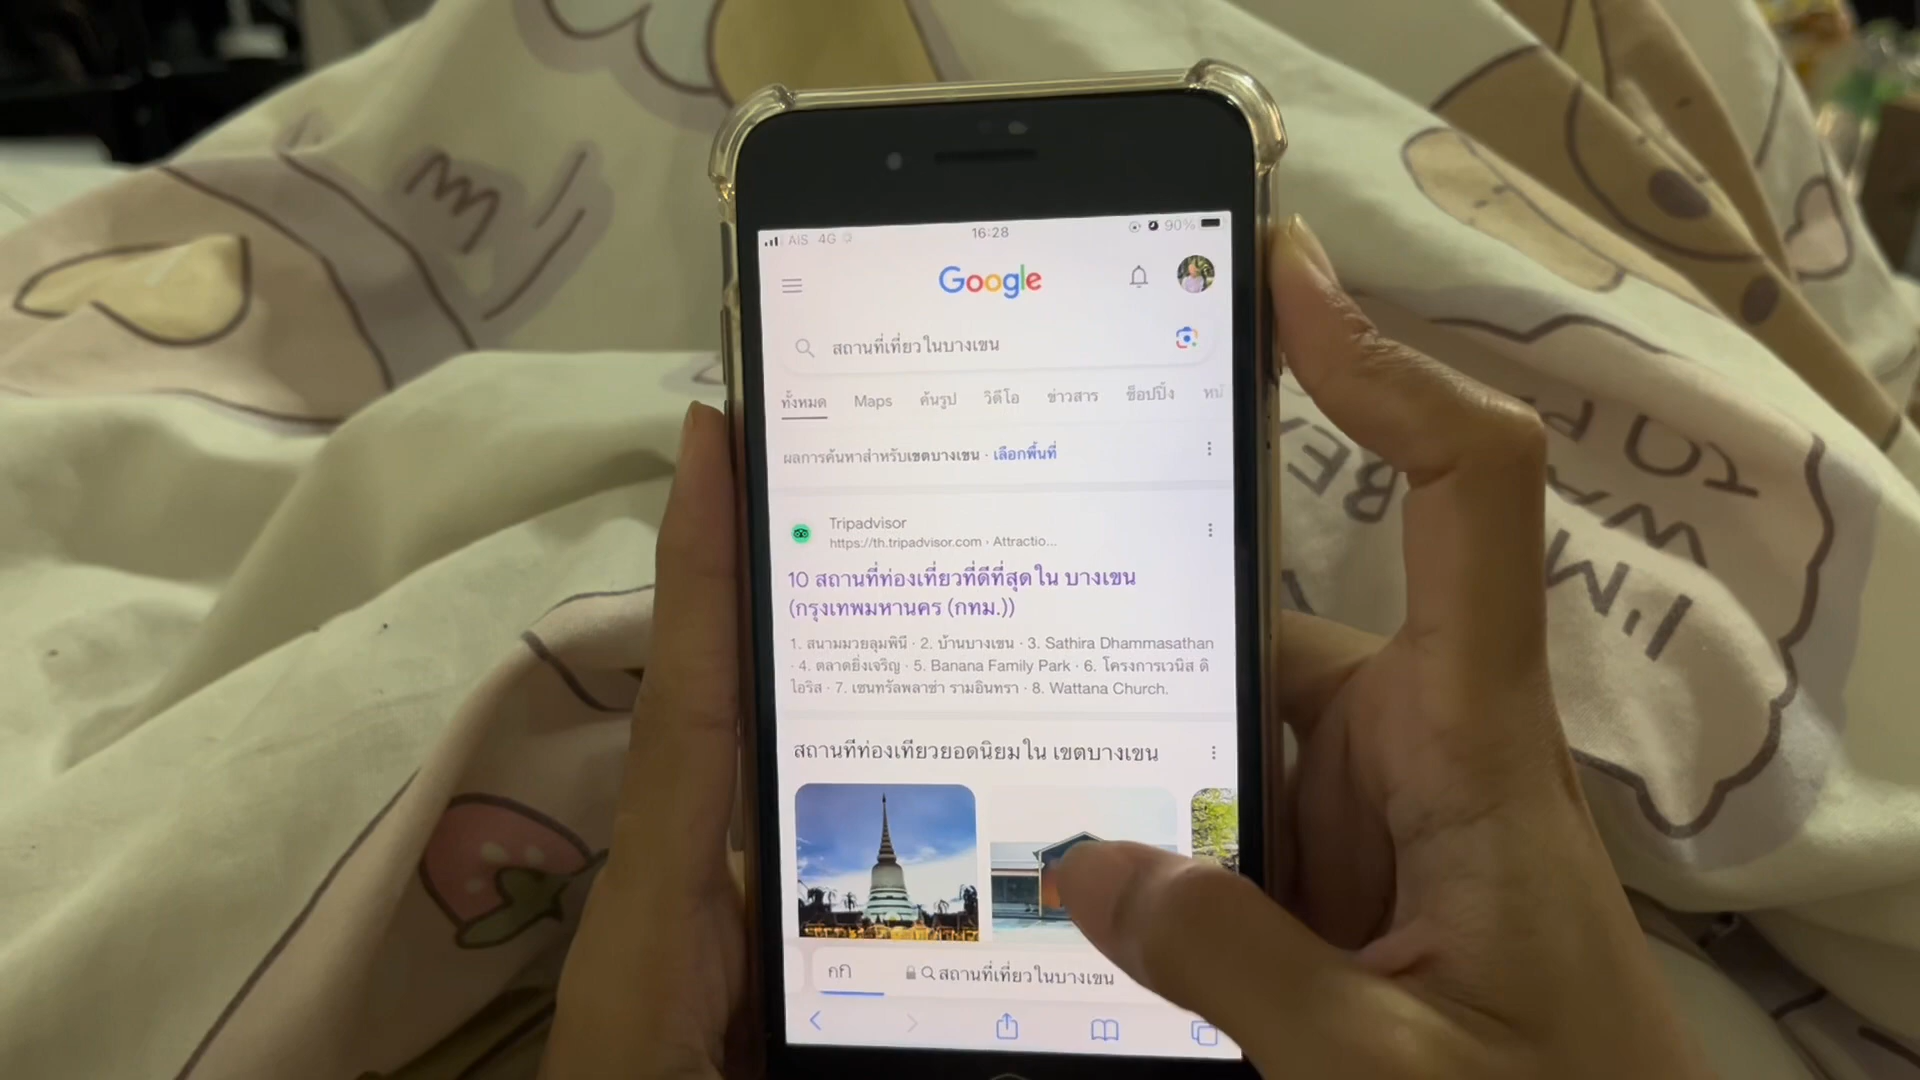 AIS 4G
16:28
90%
Google
สถานที่เที่ยวในบางเขน
ทั้งหมด Maps ค้นรูป วิดีโอ ข่าวสาร ช็อปปิ้ง
ผลการค้นหาสำหรับเขตบางเขน · เลือกพื้นที่
Tripadvisor
https://th.tripadvisor.com › Attractio...
10 สถานที่ท่องเที่ยวที่ดีที่สุดใน บางเขน
(กรุงเทพมหานคร (กทม.))
1. สนามมวยลุมพินี · 2. บ้านบางเขน · 3. Sathira Dhammasathan
· 4. ตลาดยิ่งเจริญ · 5. Banana Family Park · 6. โครงการเวนิส ดิ
ไอริส · 7. เซนทรัลพลาซ่า รามอินทรา · 8. Wattana Church.
สถานที่ท่องเที่ยวยอดนิยมใน เขตบางเขน
กก สถานที่เที่ยวในบางเขน
I'M
WA
TO
BE